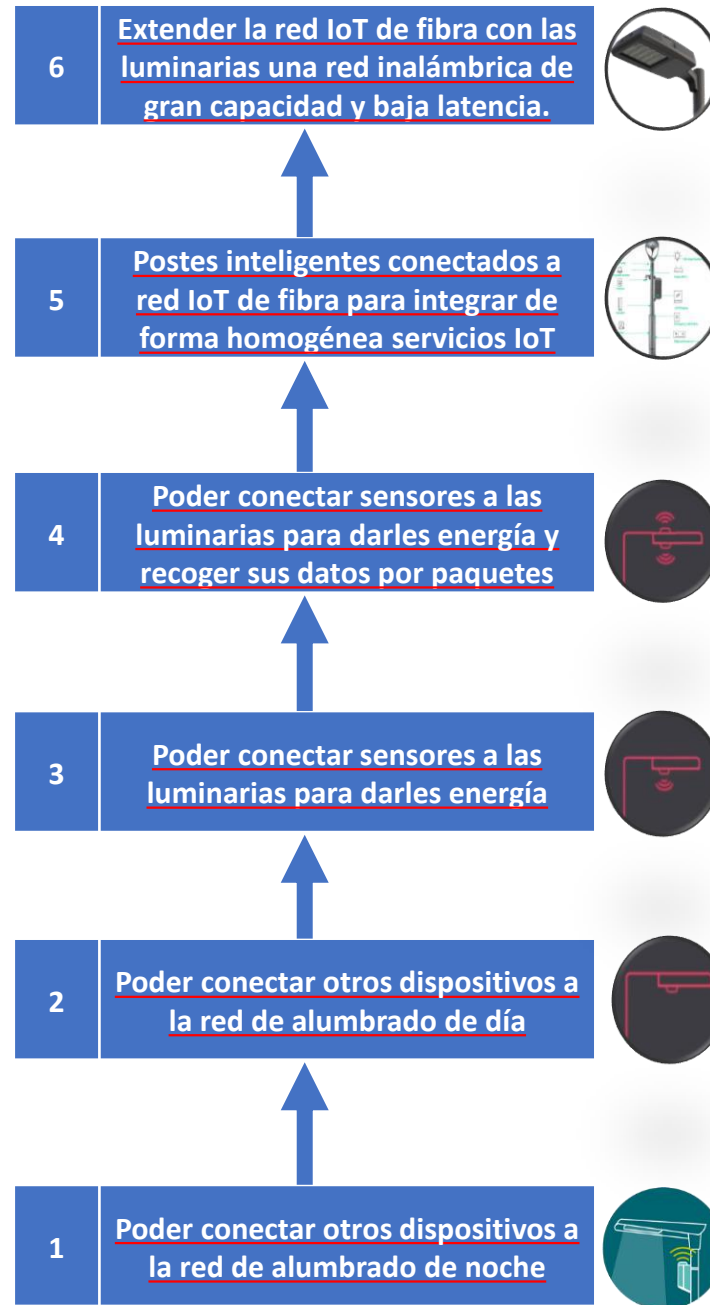 6
Extender la red IoT de fibra con las
luminarias una red inalámbrica de
gran capacidad y baja latencia.
5
Postes inteligentes conectados a
red IoT de fibra para integrar de
forma homogénea servicios IoT
4
Poder conectar sensores a las
luminarias para darles energía y
recoger sus datos por paquetes
3
Poder conectar sensores a las
luminarias para darles energía
2
Poder conectar otros dispositivos a
la red de alumbrado de día
1
Poder conectar otros dispositivos a
la red de alumbrado de noche